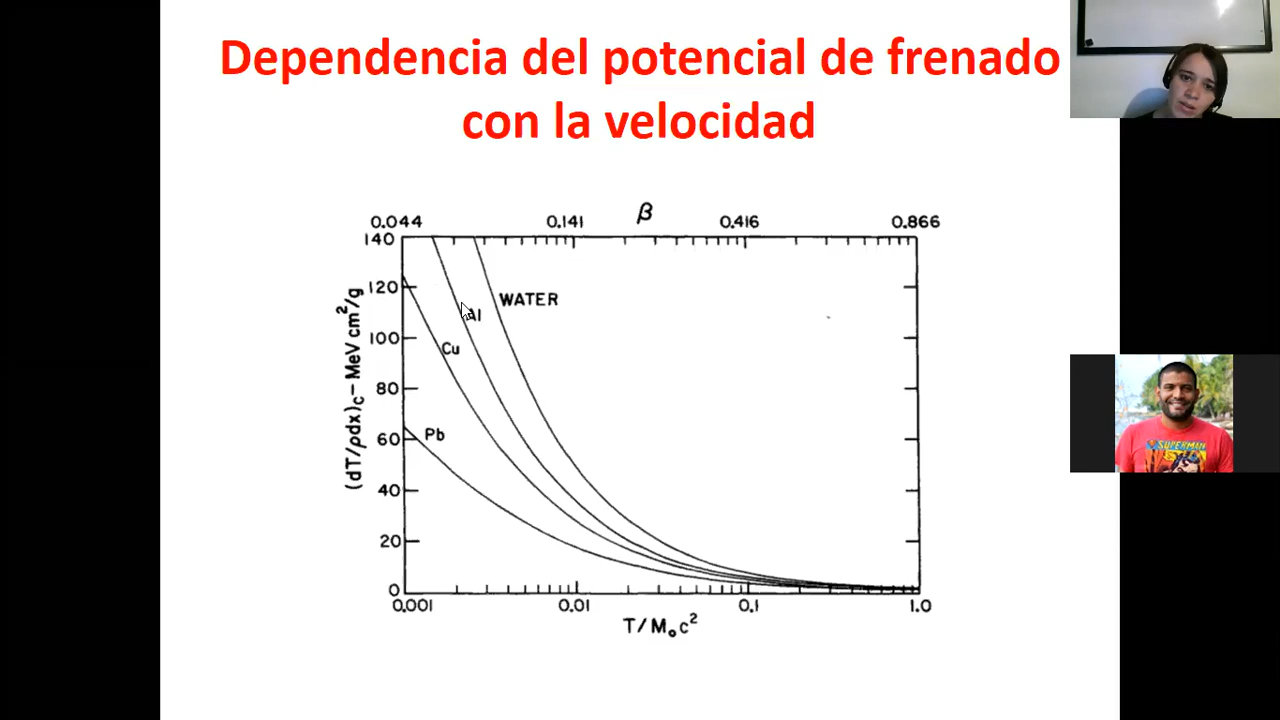 Dependencia del potencial de frenado
con la velocidad
β
0.044 0.141 0.416 0.866
140
120
100
80
60
40
20
0
(dT/ρdx)c – MeV cm²/g
WATER
Al
Cu
Pb
0.001 0.01 0.1 1.0
T/M₀c²
SUPERMAN